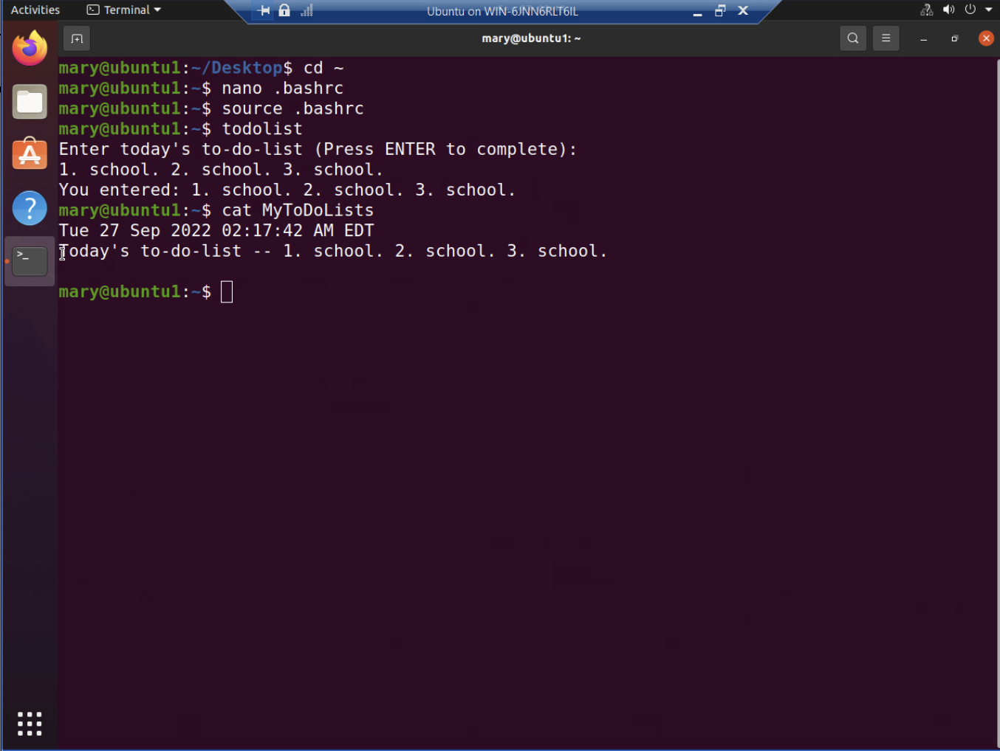 Activities Terminal Ubuntu on WIN-6JNN6RLT6IL
mary@ubuntu1: ~
mary@ubuntu1:~/Desktop$ cd ~
mary@ubuntu1:~$ nano .bashrc
mary@ubuntu1:~$ source .bashrc
mary@ubuntu1:~$ todolist
Enter today's to-do-list (Press ENTER to complete):
1. school. 2. school. 3. school.
You entered: 1. school. 2. school. 3. school.
mary@ubuntu1:~$ cat MyToDoLists
Tue 27 Sep 2022 02:17:42 AM EDT
Today's to-do-list -- 1. school. 2. school. 3. school.
mary@ubuntu1:~$